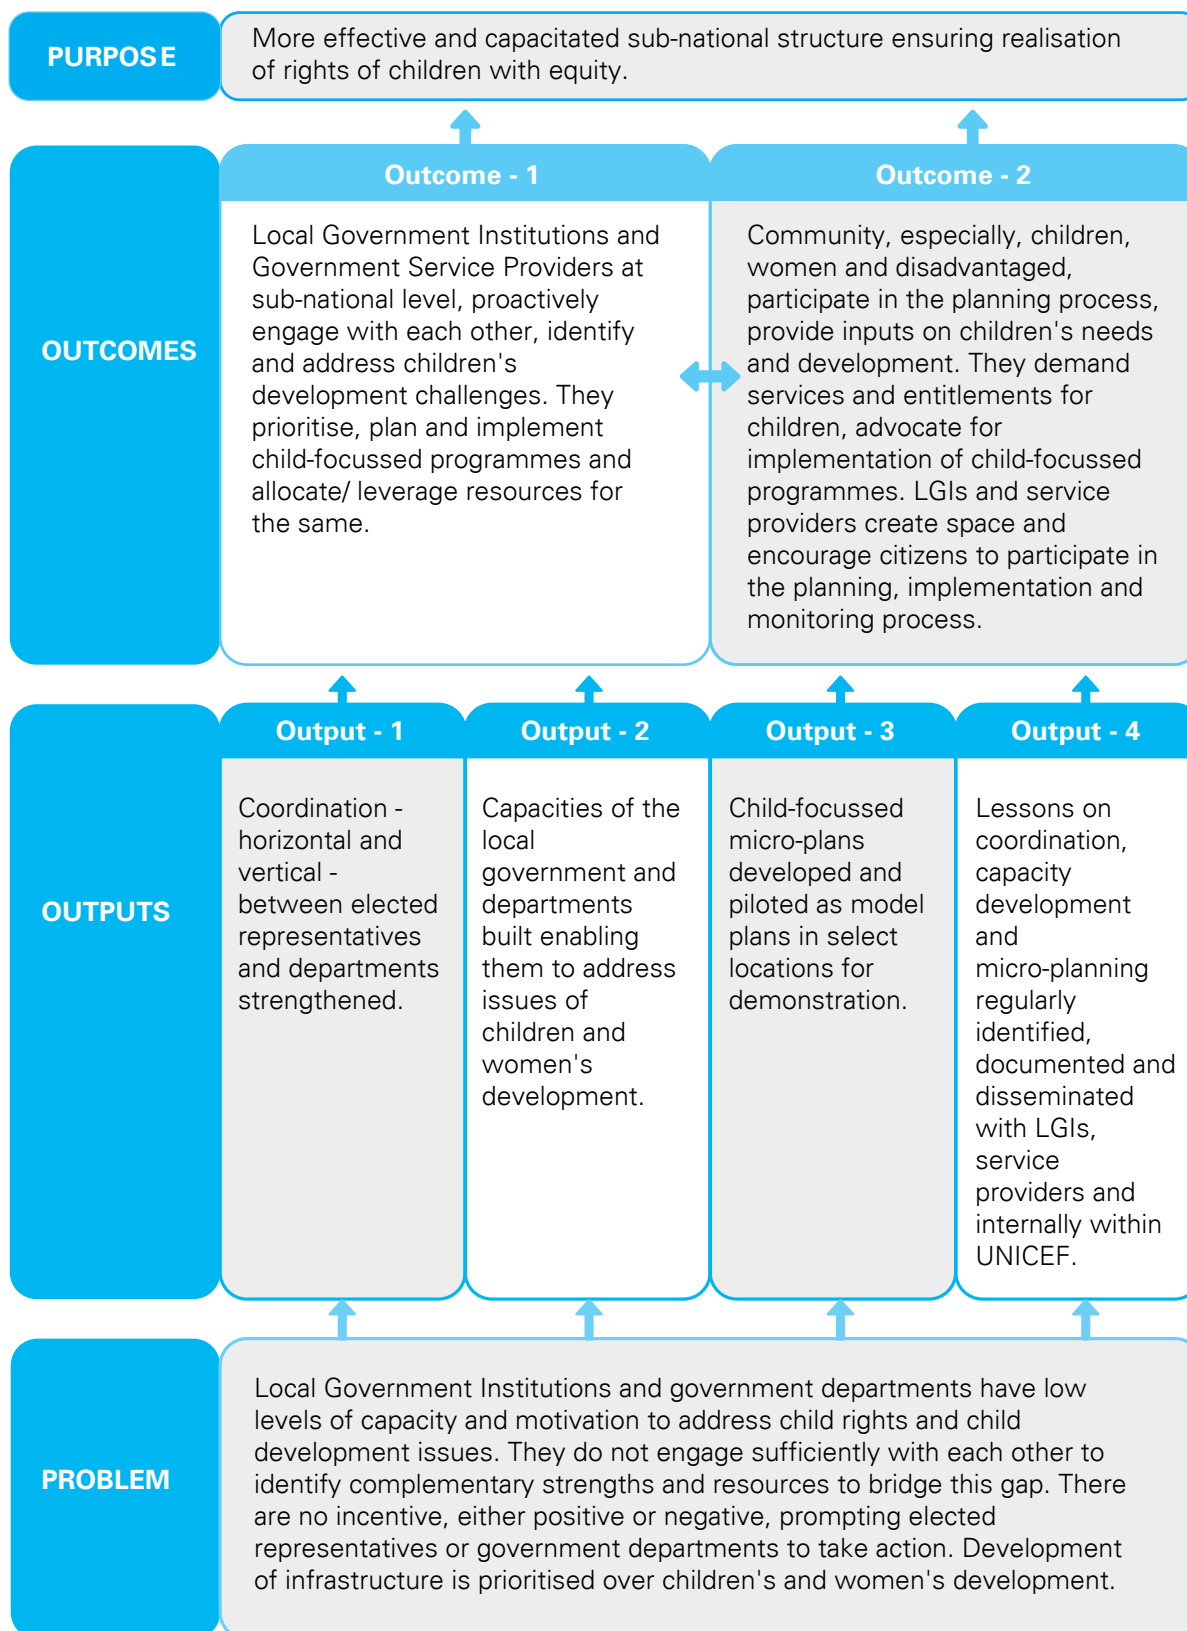 PURPOSE
More effective and capacitated sub-national structure ensuring realisation
of rights of children with equity.
OUTCOMES
Outcome - 1
Local Government Institutions and
Government Service Providers at
sub-national level, proactively
engage with each other, identify
and address children's
development challenges. They
prioritise, plan and implement
child-focussed programmes and
allocate/ leverage resources for
the same.
Outcome - 2
Community, especially, children,
women and disadvantaged,
participate in the planning process,
provide inputs on children's needs
and development. They demand
services and entitlements for
children, advocate for
implementation of child-focussed
programmes. LGIs and service
providers create space and
encourage citizens to participate in
the planning, implementation and
monitoring process.
OUTPUTS
Output - 1
Coordination -
horizontal and
vertical -
between elected
representatives
and departments
strengthened.
Output - 2
Capacities of the
local
government and
departments
built enabling
them to address
issues of
children and
women's
development.
Output - 3
Child-focussed
micro-plans
developed and
piloted as model
plans in select
locations for
demonstration.
Output - 4
Lessons on
coordination,
capacity
development
and
micro-planning
regularly
identified,
documented and
disseminated
with LGIs,
service
providers and
internally within
UNICEF.
PROBLEM
Local Government Institutions and government departments have low
levels of capacity and motivation to address child rights and child
development issues. They do not engage sufficiently with each other to
identify complementary strengths and resources to bridge this gap. There
are no incentive, either positive or negative, prompting elected
representatives or government departments to take action. Development
of infrastructure is prioritised over children's and women's development.